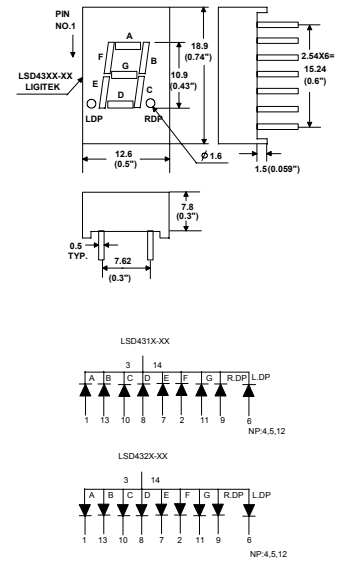 PIN
NO.1
A
F
B
G
E
C
D
LDP
RDP
LSD43XX-XX
LIGITEK
18.9
(0.74")
10.9
(0.43")
2.54X6=
15.24
(0.6")
12.6
(0.5")
Ø1.6
1.5(0.059")
7.8
(0.3")
0.5
TYP.
7.62
(0.3")
LSD431X-XX
3 14
A B C D E F G R.DP L.DP
1 13 10 8 7 2 11 9 6
NP:4,5,12
LSD432X-XX
3 14
A B C D E F G R.DP L.DP
1 13 10 8 7 2 11 9 6
NP:4,5,12